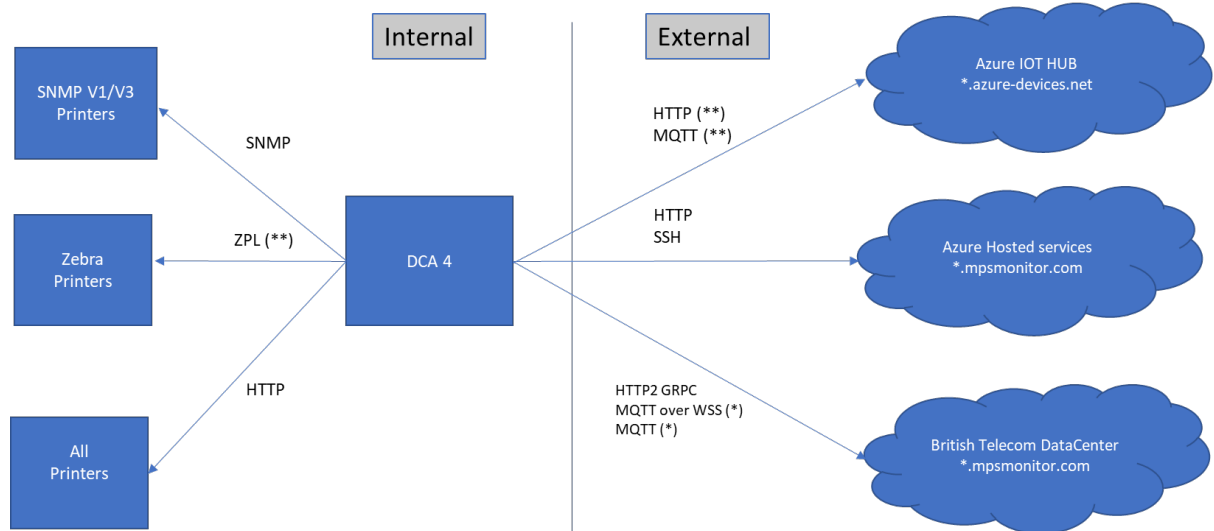 Internal
External
SNMP V1/V3
Printers
SNMP
Zebra
Printers
ZPL (**)
All
Printers
HTTP
DCA 4
HTTP (**)
MQTT (**)
Azure IOT HUB
*.azure-devices.net
HTTP
SSH
Azure Hosted services
*.mpsmonitor.com
HTTP2 GRPC
MQTT over WSS (*)
MQTT (*)
British Telecom DataCenter
*.mpsmonitor.com